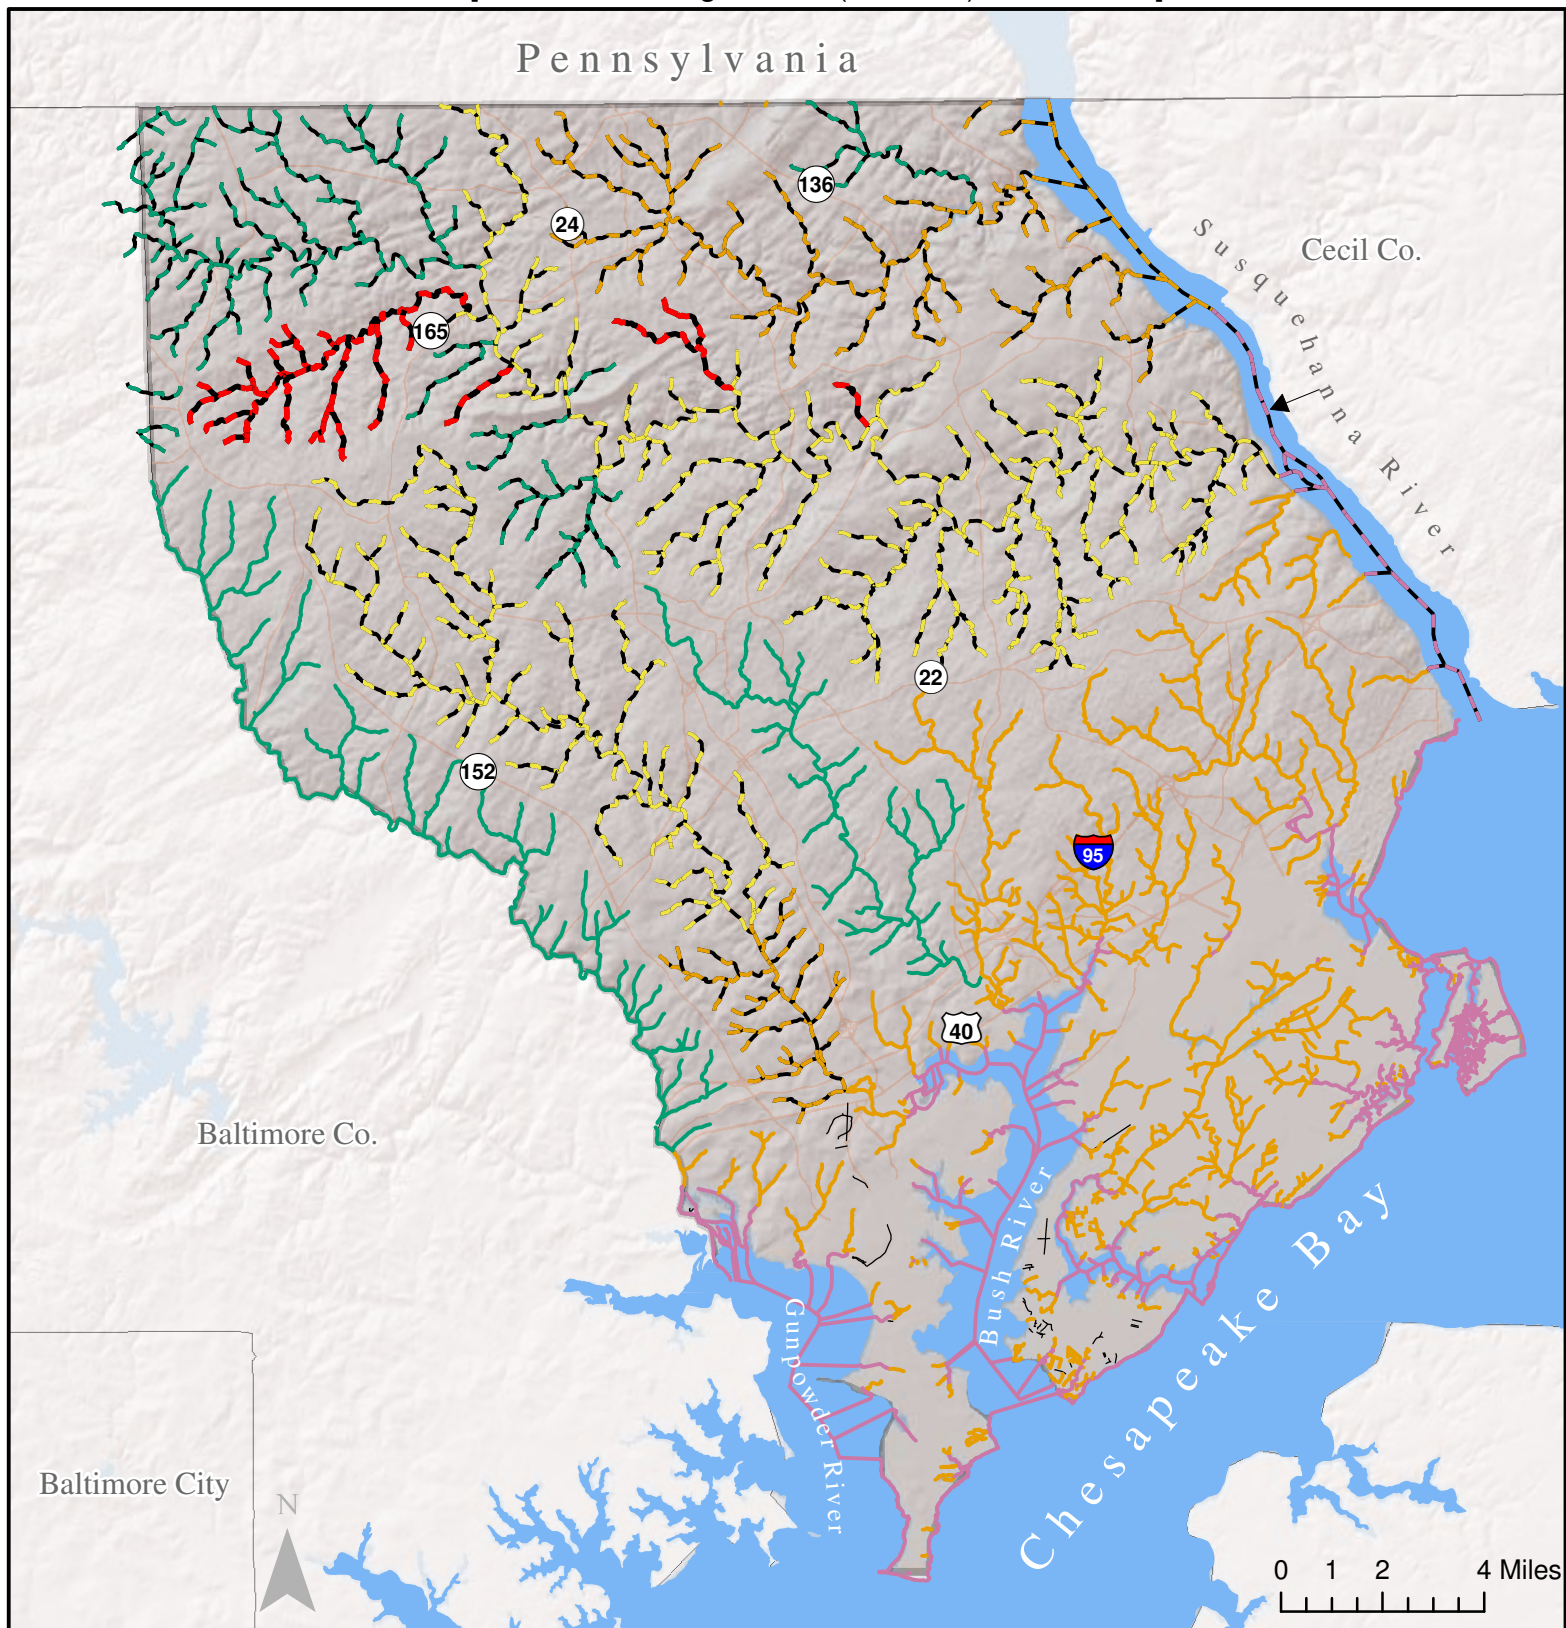 Pennsylvania
136
24
Cecil Co.
Susquehanna River
165
22
152
95
40
Baltimore Co.
Bush River
Gunpowder River
Chesapeake Bay
Baltimore City
N
0 1 2 4 Miles